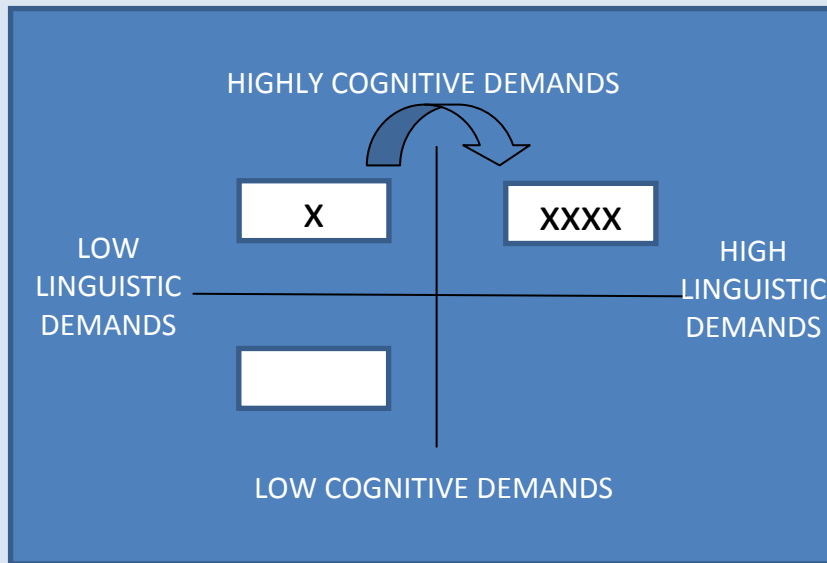 HIGHLY COGNITIVE DEMANDS
X
XXXX
LOW
LINGUISTIC
DEMANDS
HIGH
LINGUISTIC
DEMANDS
LOW COGNITIVE DEMANDS